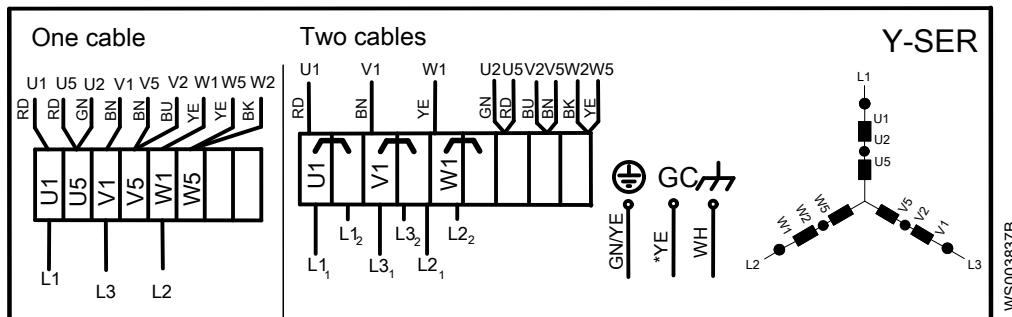 One cable
Two cables
Y-SER
U1 U5 U2 V1 V5 V2 W1 W5 W2
RD RD GN BN BN BU YE YE BK
U1 U5 V1 V5 W1 W5
L1 L3 L2
U1 V1 W1 U2 U5 V2 V5 W2 W5
RD BN YE GN RD BU BN BK YE
U1 V1 W1
L1₁ L1₂ L3₁ L3₂ L2₁ L2₂
GC
GN/YE *YE WH
L1
U1
U2
U5
W1 W2 W5
V5 V2 V1
L2
L3
WS003837B